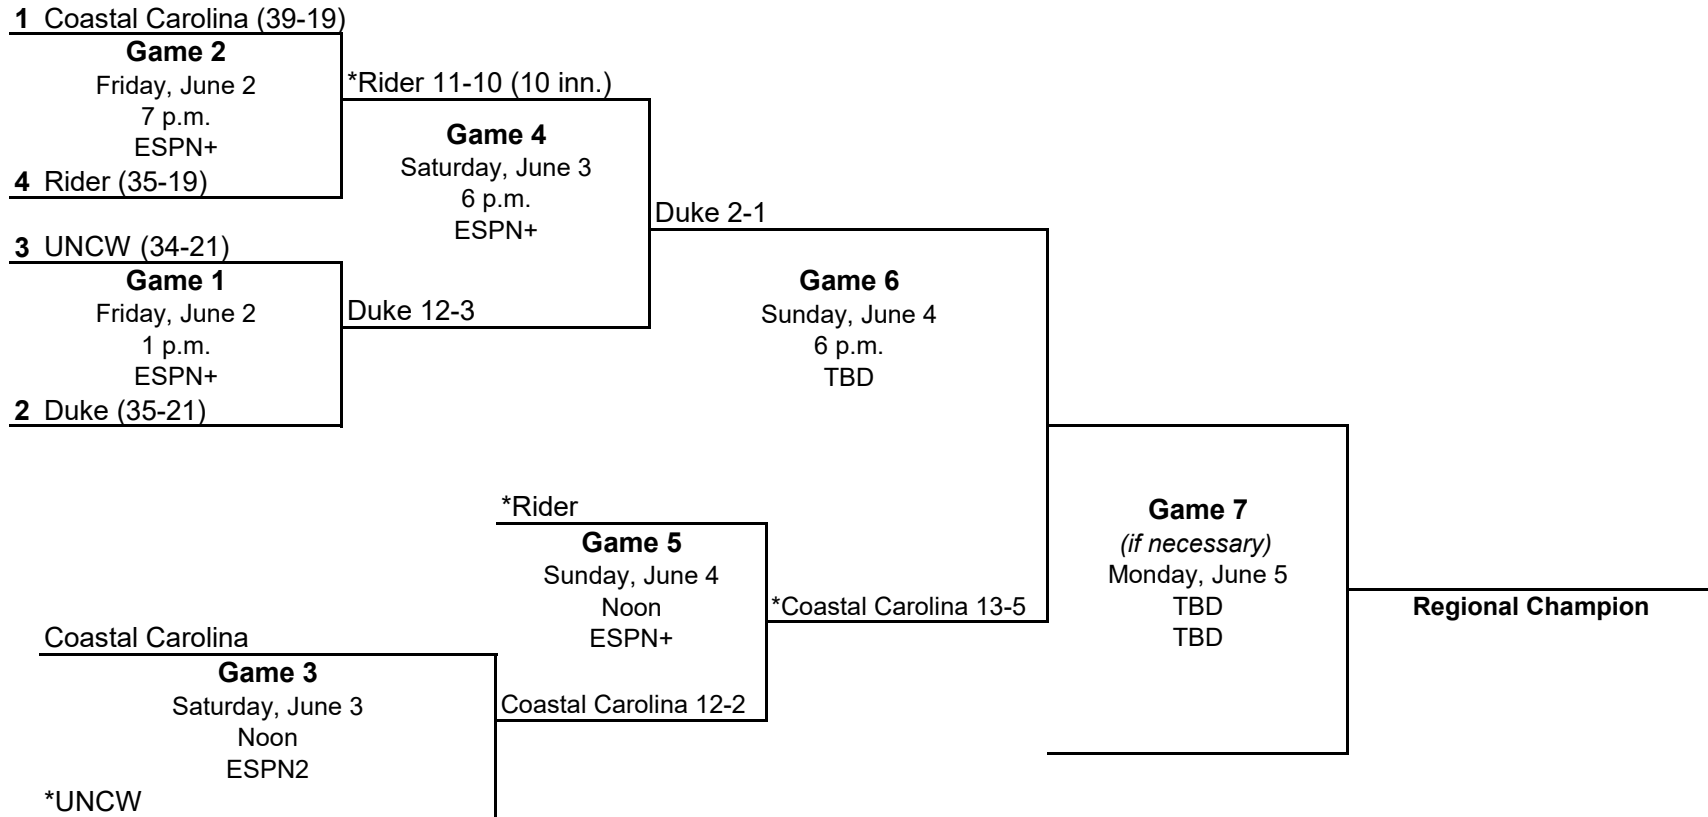 1 Coastal Carolina (39-19)
Game 2
Friday, June 2
7 p.m.
ESPN+
4 Rider (35-19)
*Rider 11-10 (10 inn.)
Game 4
Saturday, June 3
6 p.m.
ESPN+
3 UNCW (34-21)
Game 1
Friday, June 2
1 p.m.
ESPN+
2 Duke (35-21)
Duke 12-3
Duke 2-1
Game 6
Sunday, June 4
6 p.m.
TBD
*Rider
Game 5
Sunday, June 4
Noon
ESPN+
*Coastal Carolina 13-5
Coastal Carolina
Game 3
Saturday, June 3
Noon
ESPN2
*UNCW
Coastal Carolina 12-2
Game 7
(if necessary)
Monday, June 5
TBD
TBD
Regional Champion